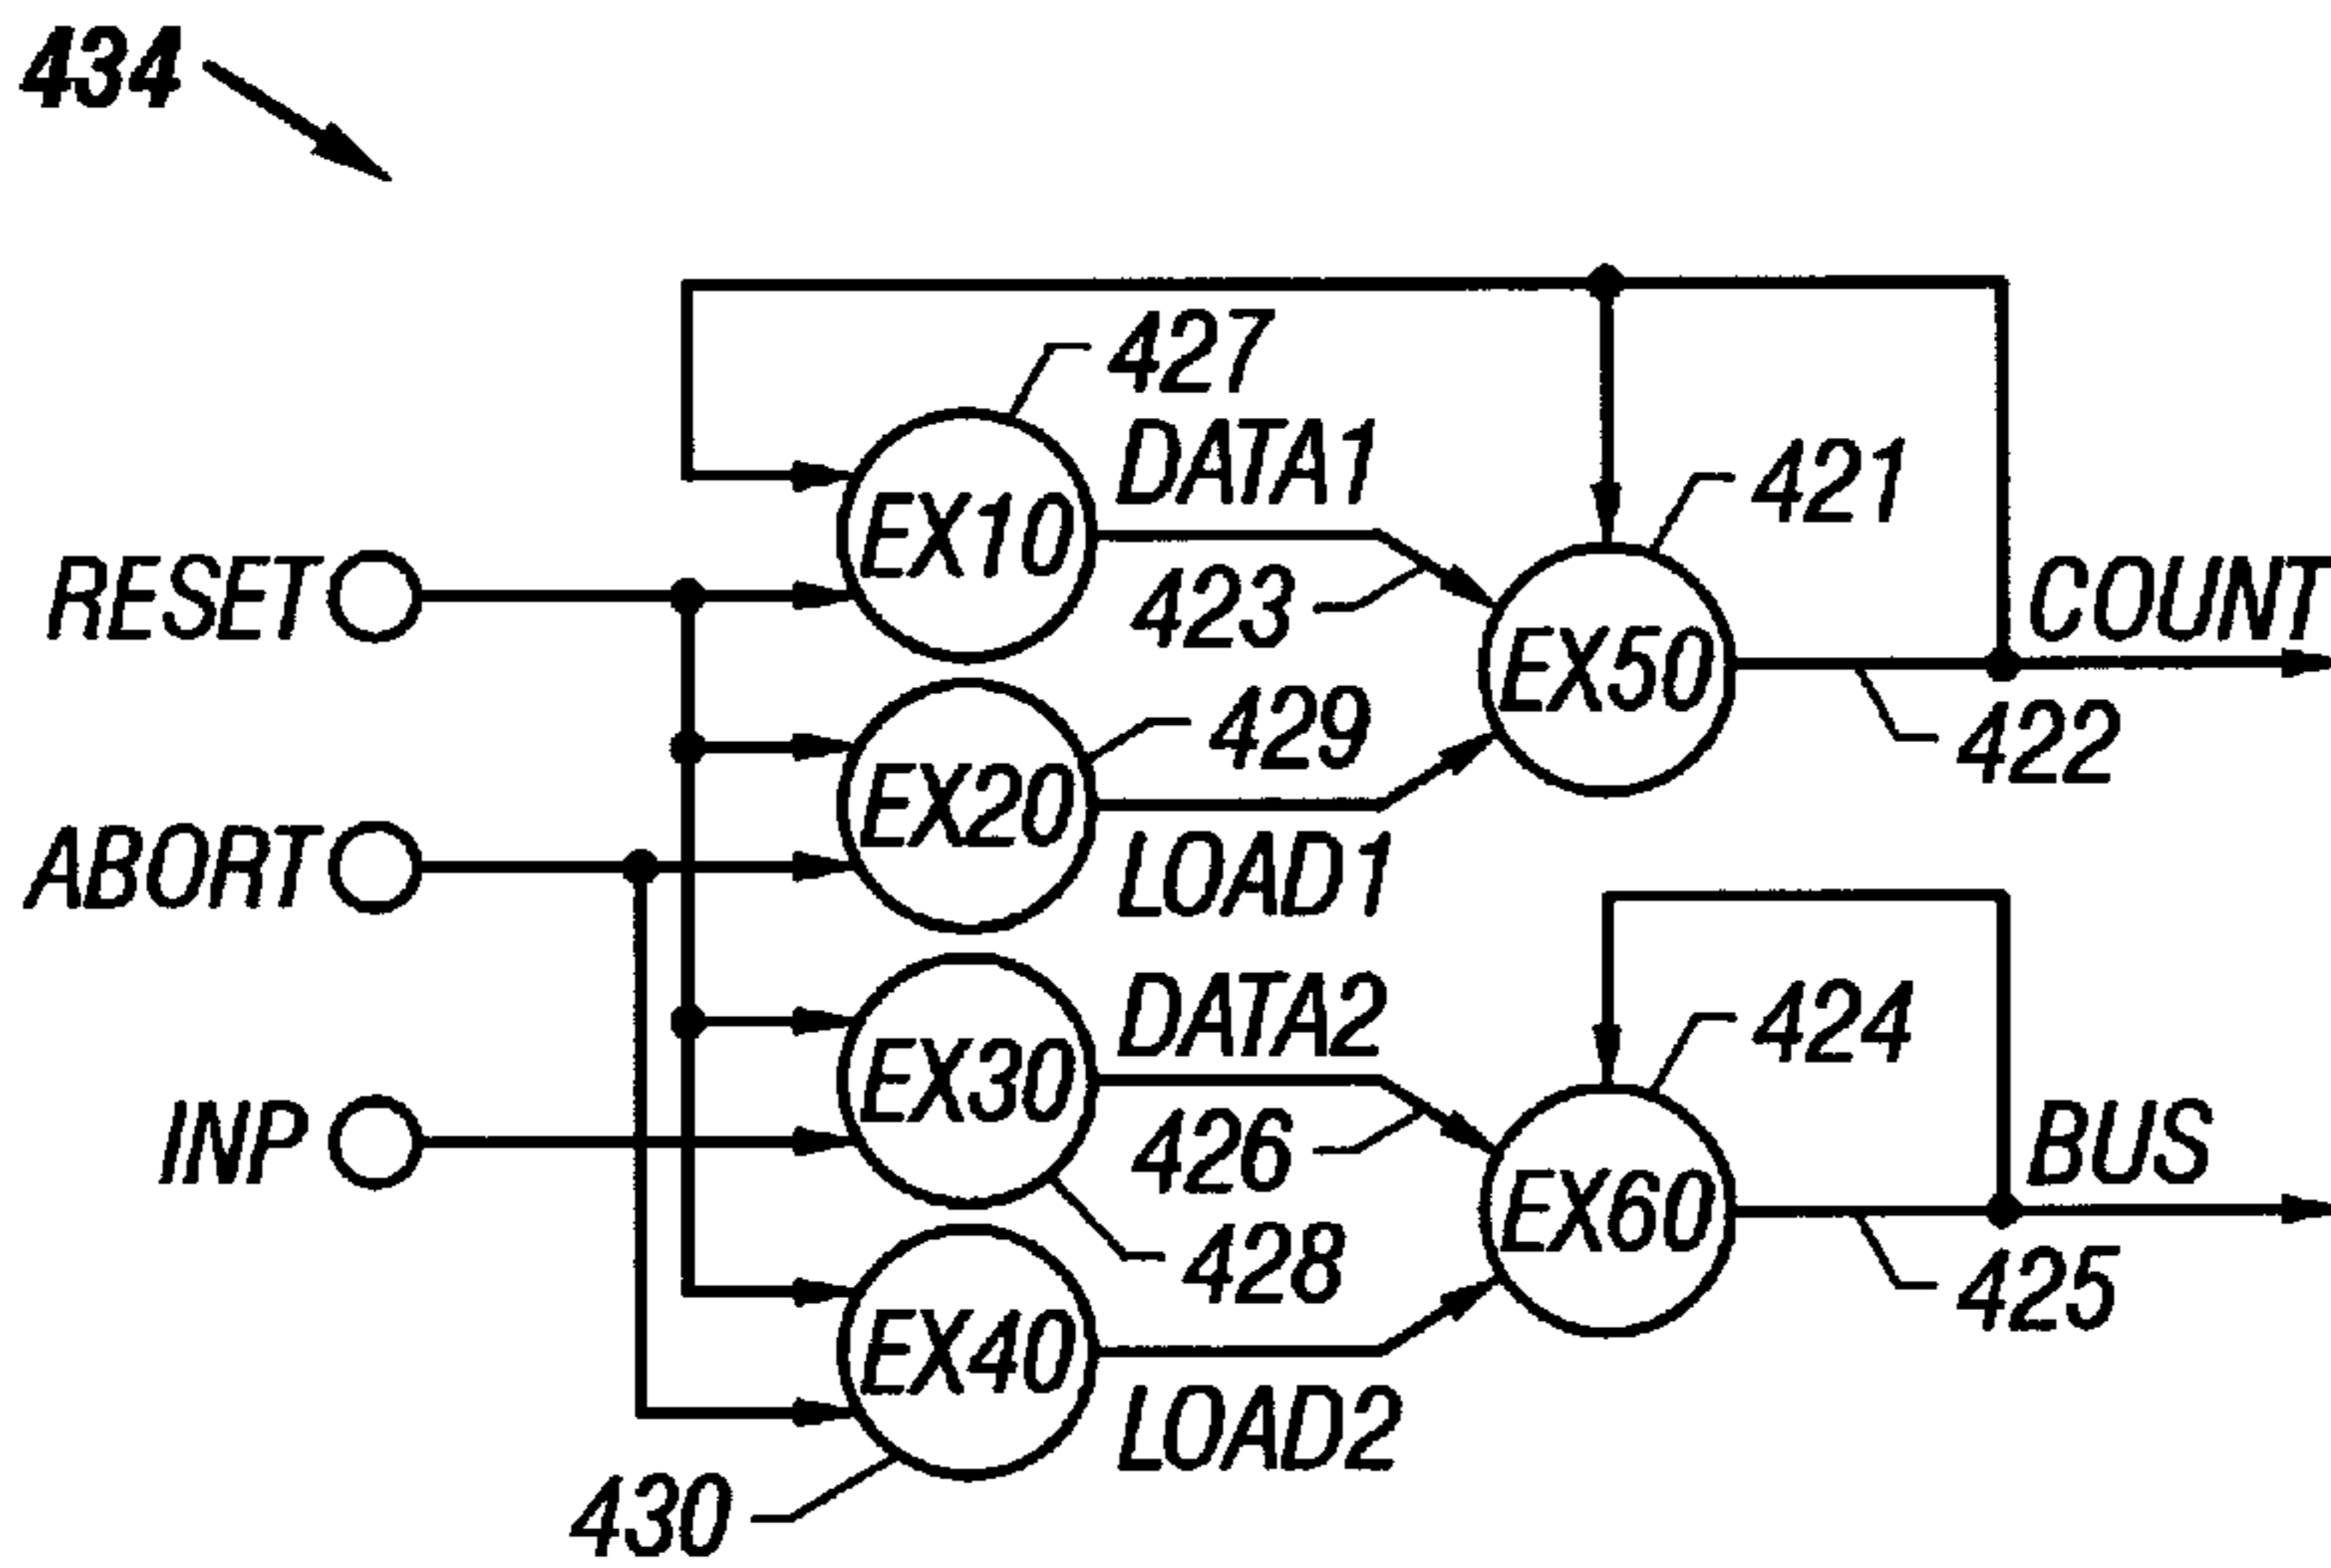 434
427
DATA1
EX10
423
421
RESET
EX50
COUNT
422
429
EX20
ABORT
LOAD1
DATA2
424
EX30
426
INP
EX60
BUS
428
425
EX40
LOAD2
430